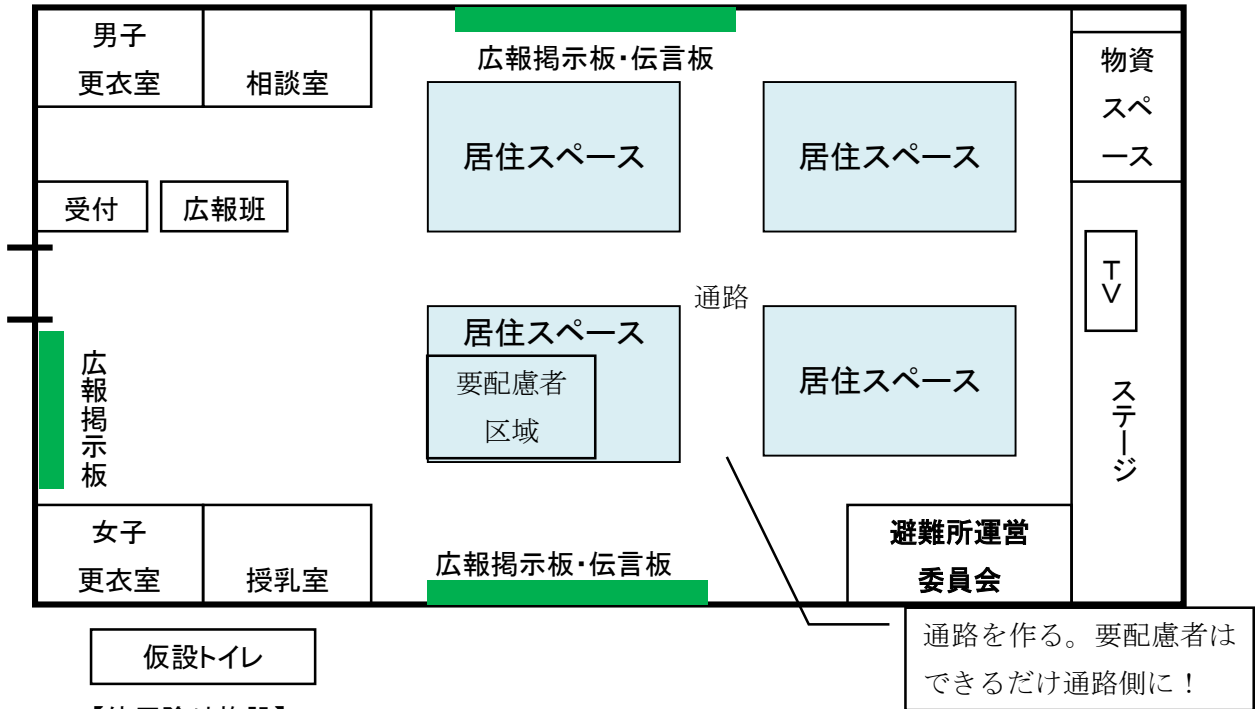 男子
更衣室
相談室
広報掲示板・伝言板
物資
スペ
ース
居住スペース
居住スペース
受付
広報班
TV
通路
居住スペース
要配慮者
区域
居住スペース
広報掲示板
ステージ
女子
更衣室
授乳室
広報掲示板・伝言板
避難所運営
委員会
仮設トイレ
通路を作る。要配慮者は
できるだけ通路側に！